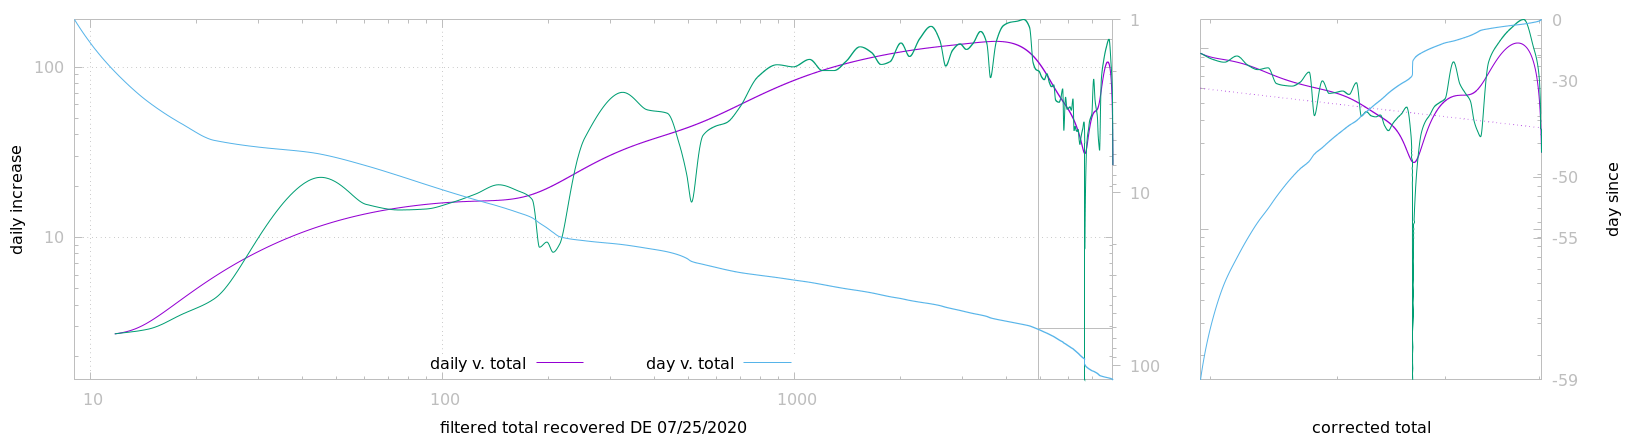 daily increase
100
10
daily v. total
day v. total
10
100
1000
filtered total recovered DE 07/25/2020
1
10
100
0
-30
-50
-55
-59
day since
corrected total